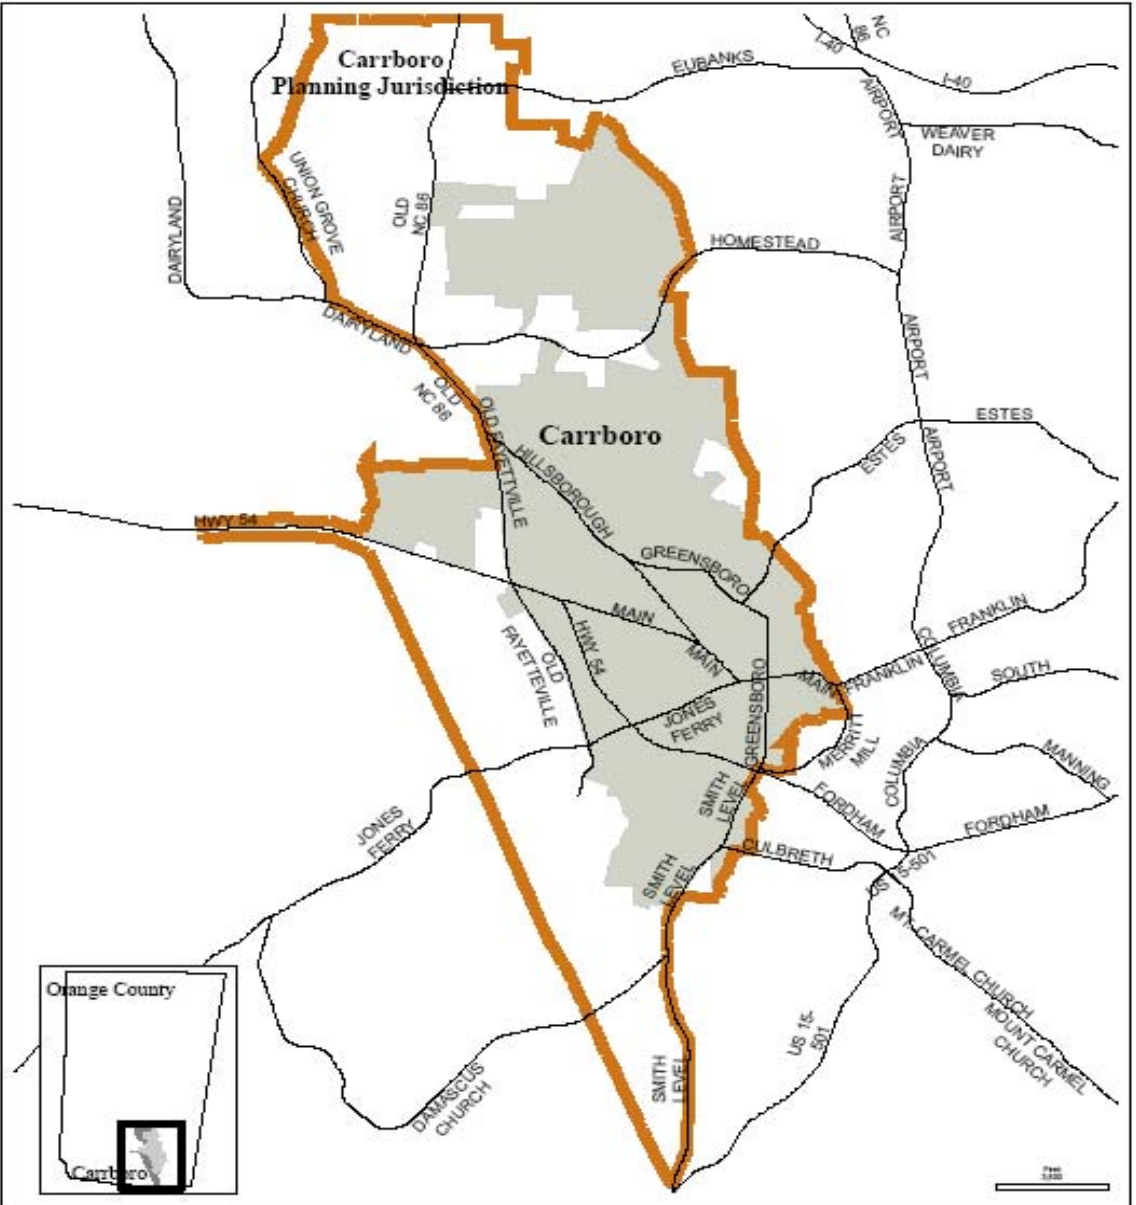 Carrboro
Planning Jurisdiction
I-40
NC
86
I-40
EUBANKS
AIRPORT
WEAVER
DAIRY
UNION GROVE
CHURCH
DAIRYLAND
OLD
NC 86
AIRPORT
HOMESTEAD
DAIRYLAND
AIRPORT
OLD
NC 86
OLD FAYETTVILLE
Carrboro
ESTES
ESTES
AIRPORT
HILLSBOROUGH
HWY 54
GREENSBORO
MAIN
HWY 54
MAIN
FRANKLIN
COLUMBIA
OLD
FAYETTEVILLE
MAIN
FRANKLIN
SOUTH
GREENSBORO
JONES
FERRY
MERRITT
MILL
COLUMBIA
MANNING
SMITH
LEVEL
FORDHAM
FORDHAM
JONES
FERRY
CULBRETH
SMITH
LEVEL
US 15-501
MT. CARMEL CHURCH
MOUNT CARMEL
CHURCH
US 15-
501
SMITH
LEVEL
DAMASCUS
CHURCH
Orange County
Carrboro
Feet